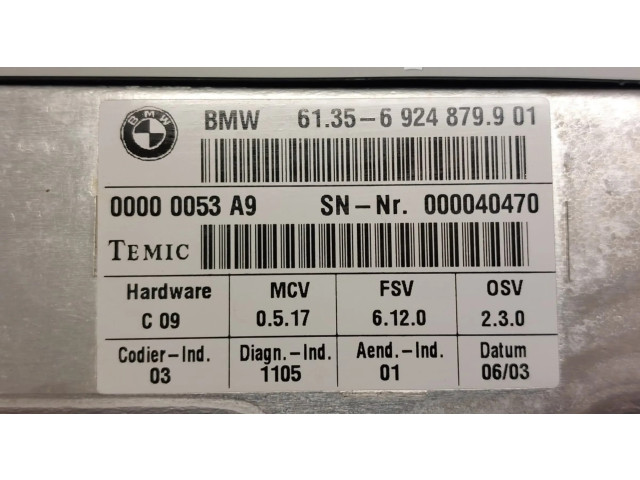 BMW
BMW 61.35-6 924 879.9 01
0000 0053 A9 SN-Nr. 000040470
TEMIC
Hardware MCV FSV OSV
C 09 0.5.17 6.12.0 2.3.0
Codier-Ind. Diagn.-Ind. Aend.-Ind. Datum
03 1105 01 06/03